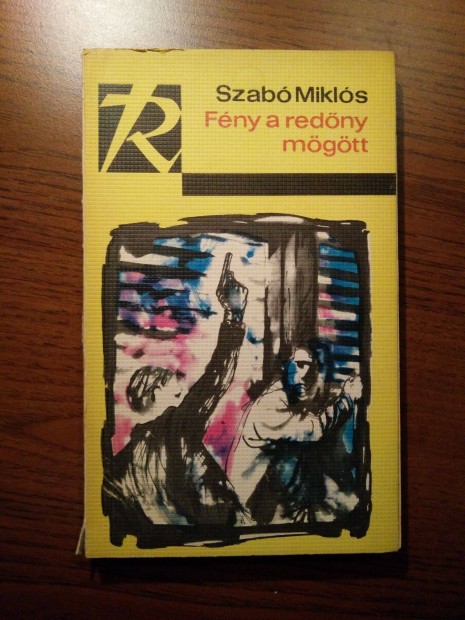 R
Szabó Miklós
Fény a redőny
mögött